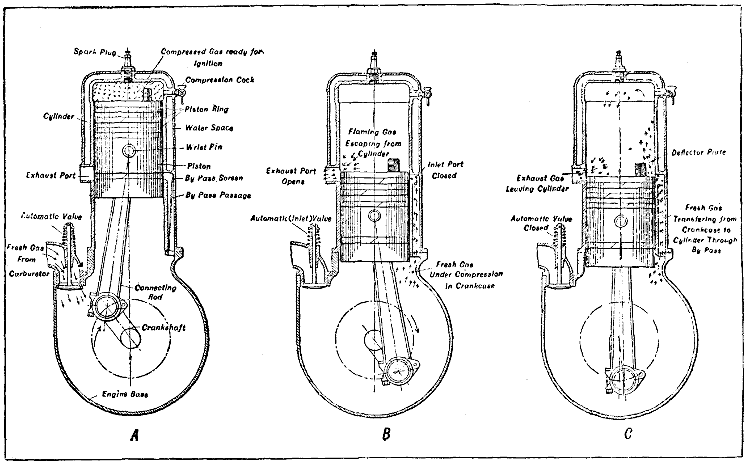 Spark Plug
Compressed Gas ready for
Ignition
Compression Cock
Cylinder
Piston Ring
Water Space
Wrist Pin
Piston
Exhaust Port
By Pass Screen
By Pass Passage
Automatic Valve
Fresh Gas
From
Carburetor
Connecting
Rod
Crankshaft
Engine Base
A
Flaming Gas
Escaping from
Cylinder
Exhaust Port
Opens
Inlet Port
Closed
Automatic (Inlet) Valve
Fresh Gas
Under Compression
In Crankcase
B
Deflector Plate
Exhaust Gas
Leaving Cylinder
Automatic Valve
Closed
Fresh Gas
Transfering from
Crankcase to
Cylinder Through
By Pass
C